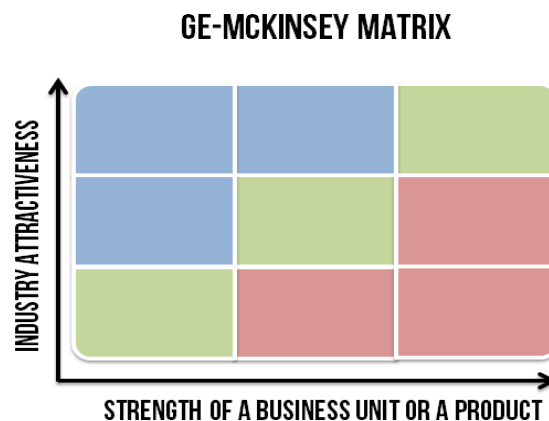 GE-MCKINSEY MATRIX
INDUSTRY ATTRACTIVENESS
STRENGTH OF A BUSINESS UNIT OR A PRODUCT